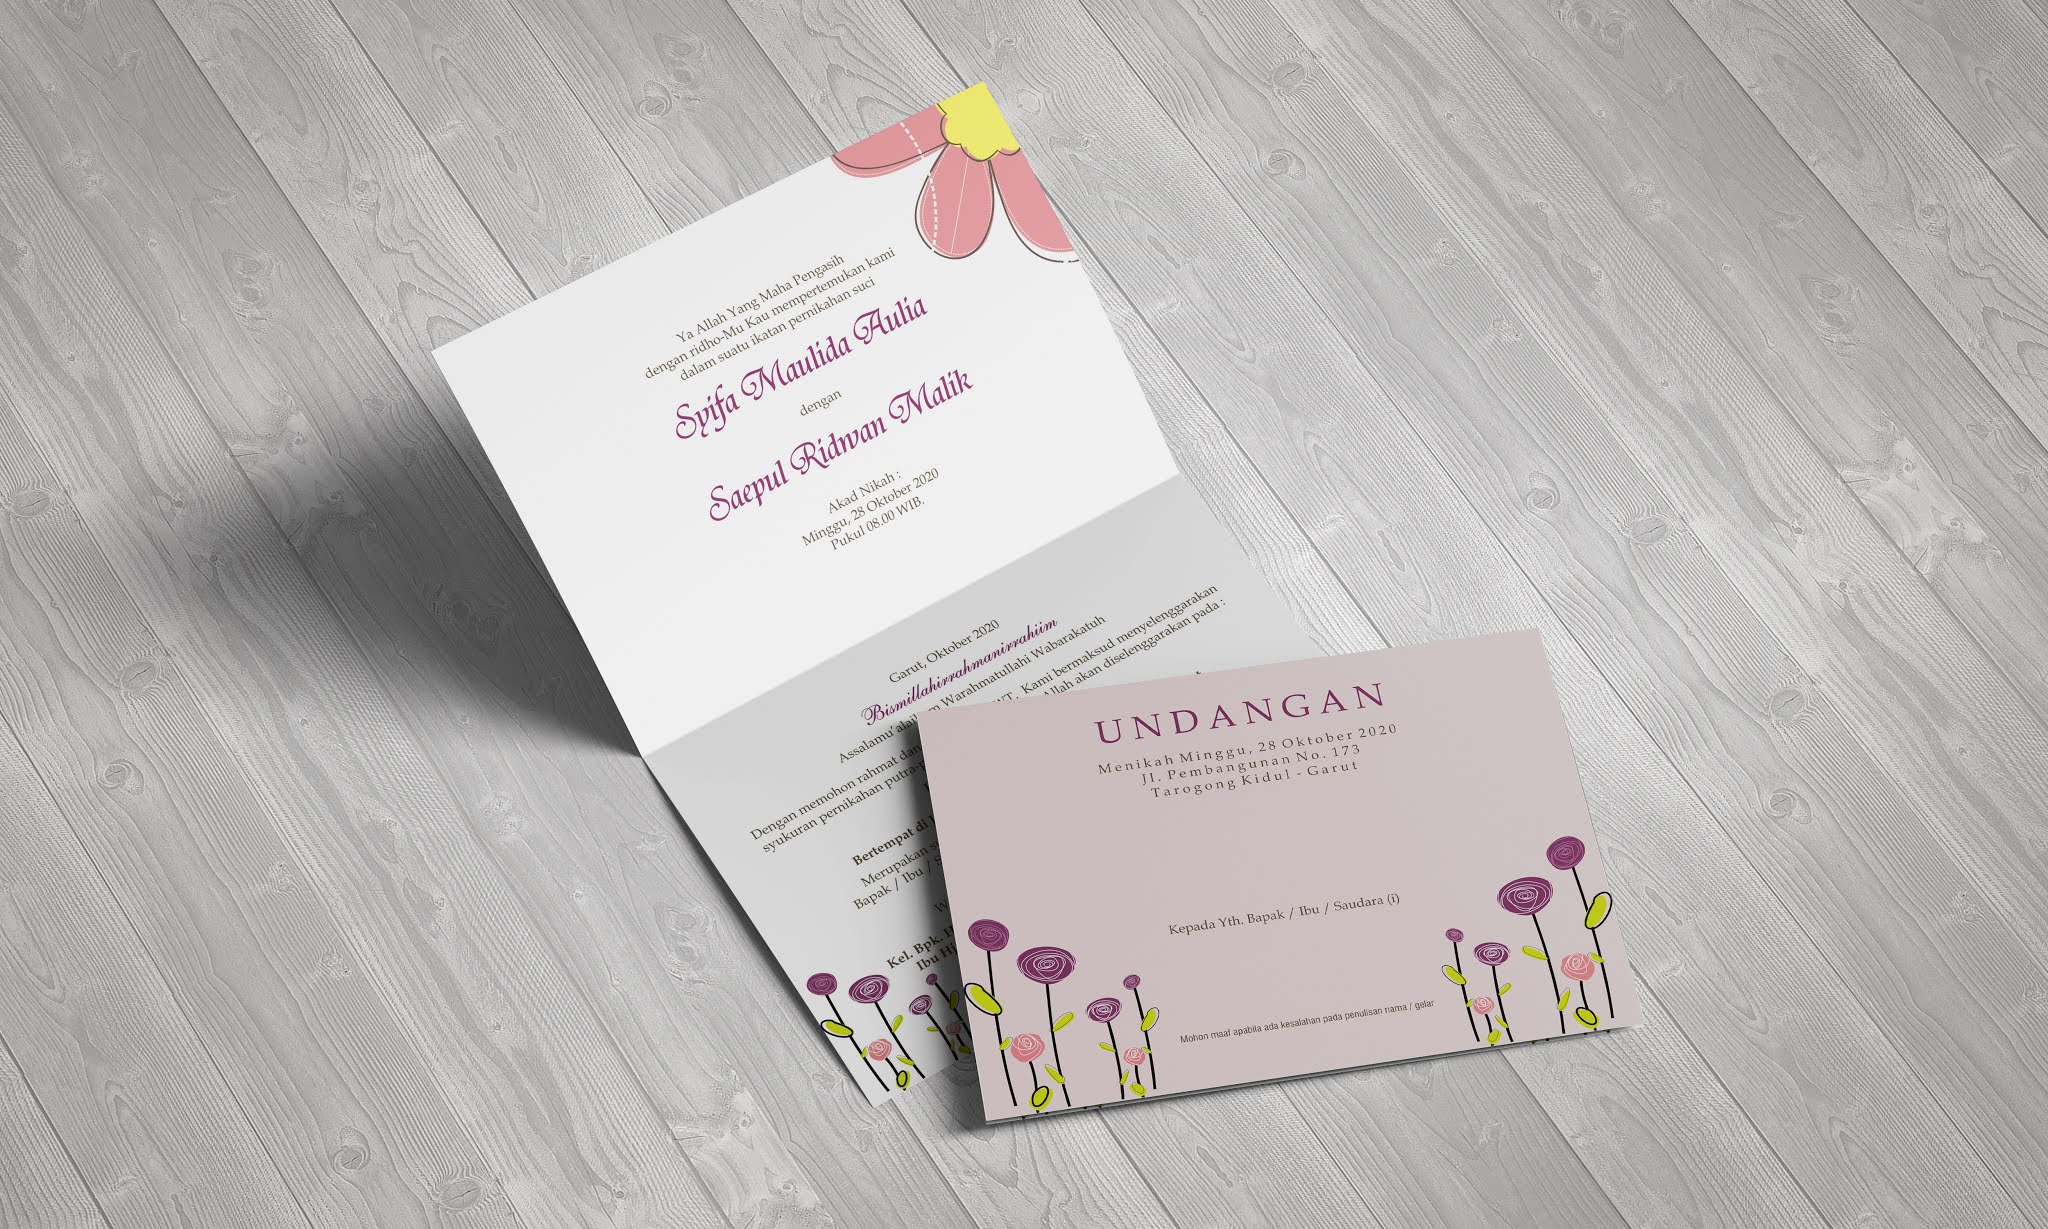 Ya Allah Yang Maha Pengasih
dengan ridho-Mu Kau mempertemukan kami
dalam suatu ikatan pernikahan suci
Syifa Maulida Aulia
dengan
Saepul Ridwan Malik
Akad Nikah :
Minggu, 28 Oktober 2020
Pukul 08.00 WIB.
Garut, Oktober 2020
Bismillahirrahmanirrahiim
Assalamu'alaikum Warahmatullahi Wabarakatuh
Dengan memohon rahmat dan Kami bermaksud menyelenggarakan
syukuran pernikahan Allah akan diselenggarakan pada :
Bertempat di
Merupakan
Bapak / Ibu /
Kel. Bpk.
Ibu
UNDANGAN
Menikah Minggu, 28 Oktober 2020
Jl. Pembangunan No. 173
Tarogong Kidul - Garut
Kepada Yth. Bapak / Ibu / Saudara (i)
Mohon maaf apabila ada kesalahan pada penulisan nama / gelar